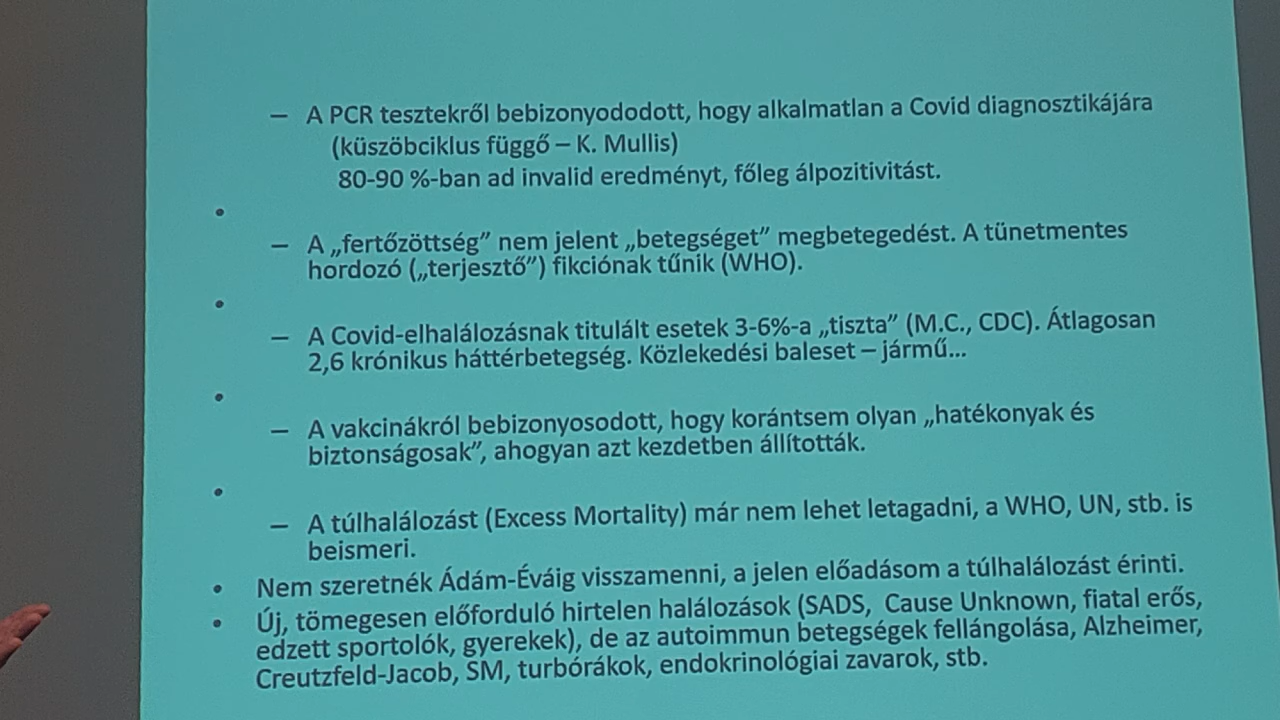 – A PCR tesztekről bebizonyododott, hogy alkalmatlan a Covid diagnosztikájára
(küszöbciklus függő – K. Mullis)
80-90 %-ban ad invalid eredményt, főleg álpozitivitást.
•
– A „fertőzöttség” nem jelent „betegséget” megbetegedést. A tünetmentes
hordozó („terjesztő”) fikciónak tűnik (WHO).
•
– A Covid-elhalálozásnak titulált esetek 3-6%-a „tiszta” (M.C., CDC). Átlagosan
2,6 krónikus háttérbetegség. Közlekedési baleset – jármű...
•
– A vakcinákról bebizonyosodott, hogy korántsem olyan „hatékonyak és
biztonságosak”, ahogyan azt kezdetben állították.
•
– A túlhalálozást (Excess Mortality) már nem lehet letagadni, a WHO, UN, stb. is
beismeri.
• Nem szeretnék Ádám-Éváig visszamenni, a jelen előadásom a túlhalálozást érinti.
• Új, tömegesen előforduló hirtelen halálozások (SADS, Cause Unknown, fiatal erős,
edzett sportolók, gyerekek), de az autoimmun betegségek fellángolása, Alzheimer,
Creutzfeld-Jacob, SM, turbórákok, endokrinológiai zavarok, stb.